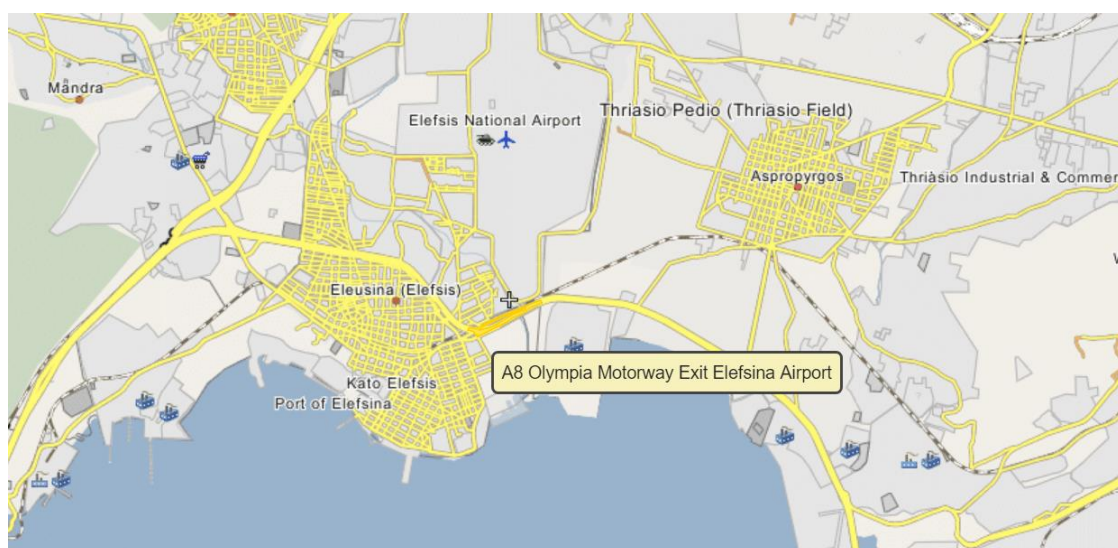 Mândra
Elefsis National Airport
Thriasio Pedio (Thriasio Field)
Aspropyrgos
Thriàsio Industrial & Commer
Eleusina (Elefsis)
A8 Olympia Motorway Exit Elefsina Airport
Kato Elefsis
Port of Elefsina